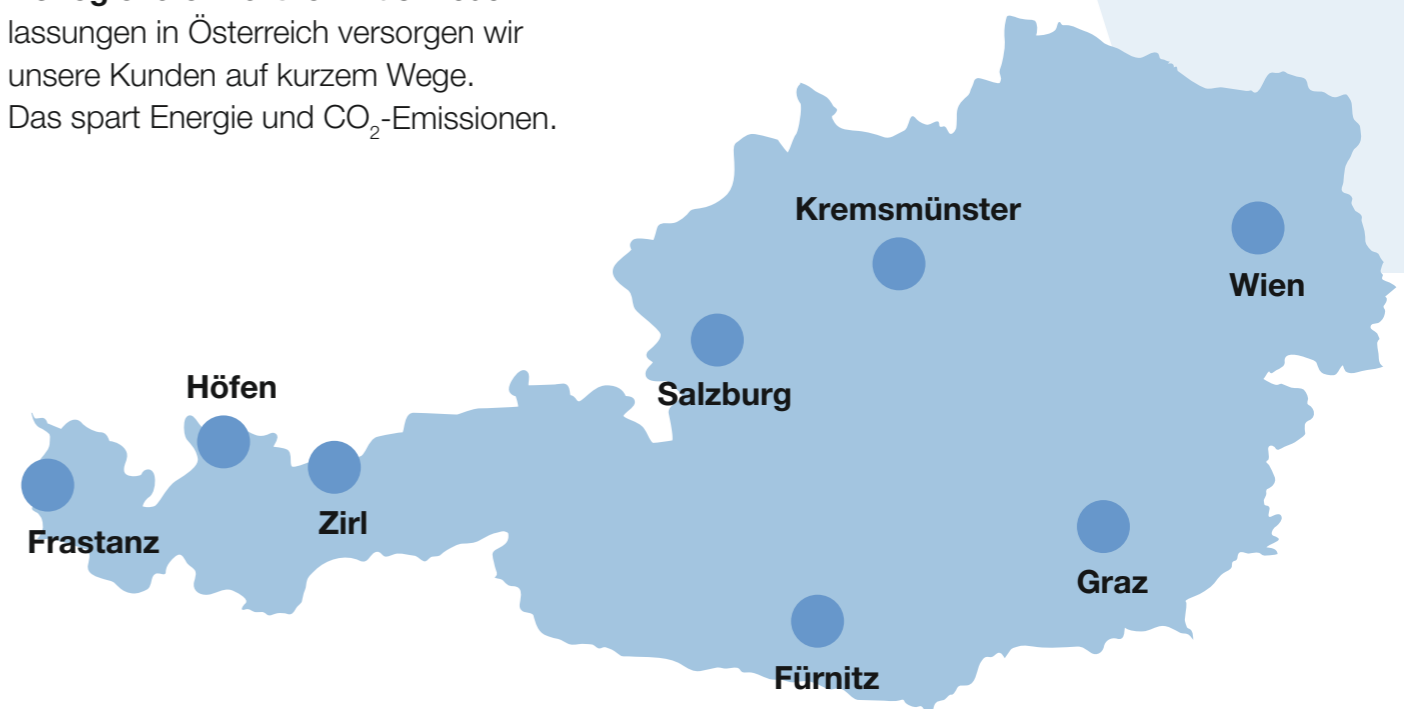 lassungen in Österreich versorgen wir
unsere Kunden auf kurzem Wege.
Das spart Energie und CO₂-Emissionen.
Kremsmünster
Wien
Salzburg
Höfen
Zirl
Frastanz
Graz
Fürnitz